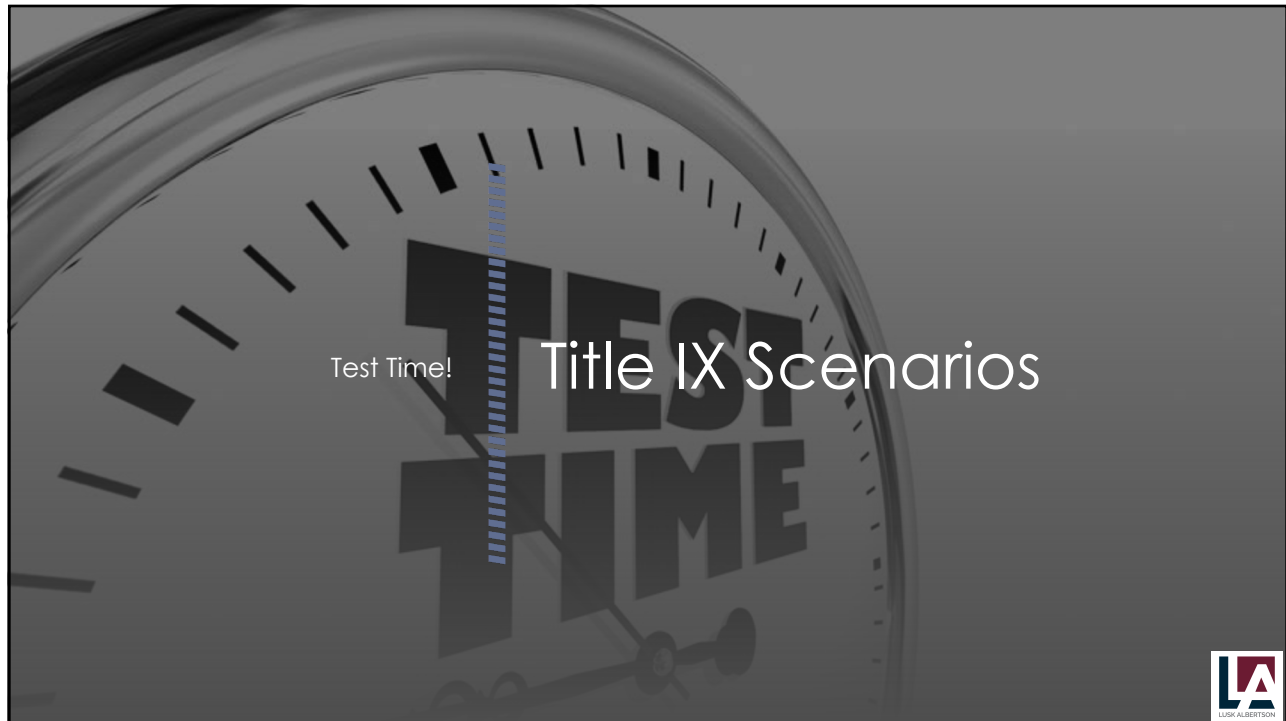 Test Time!
Title IX Scenarios
TEST
TIME
LA
LUSK ALBERTSON